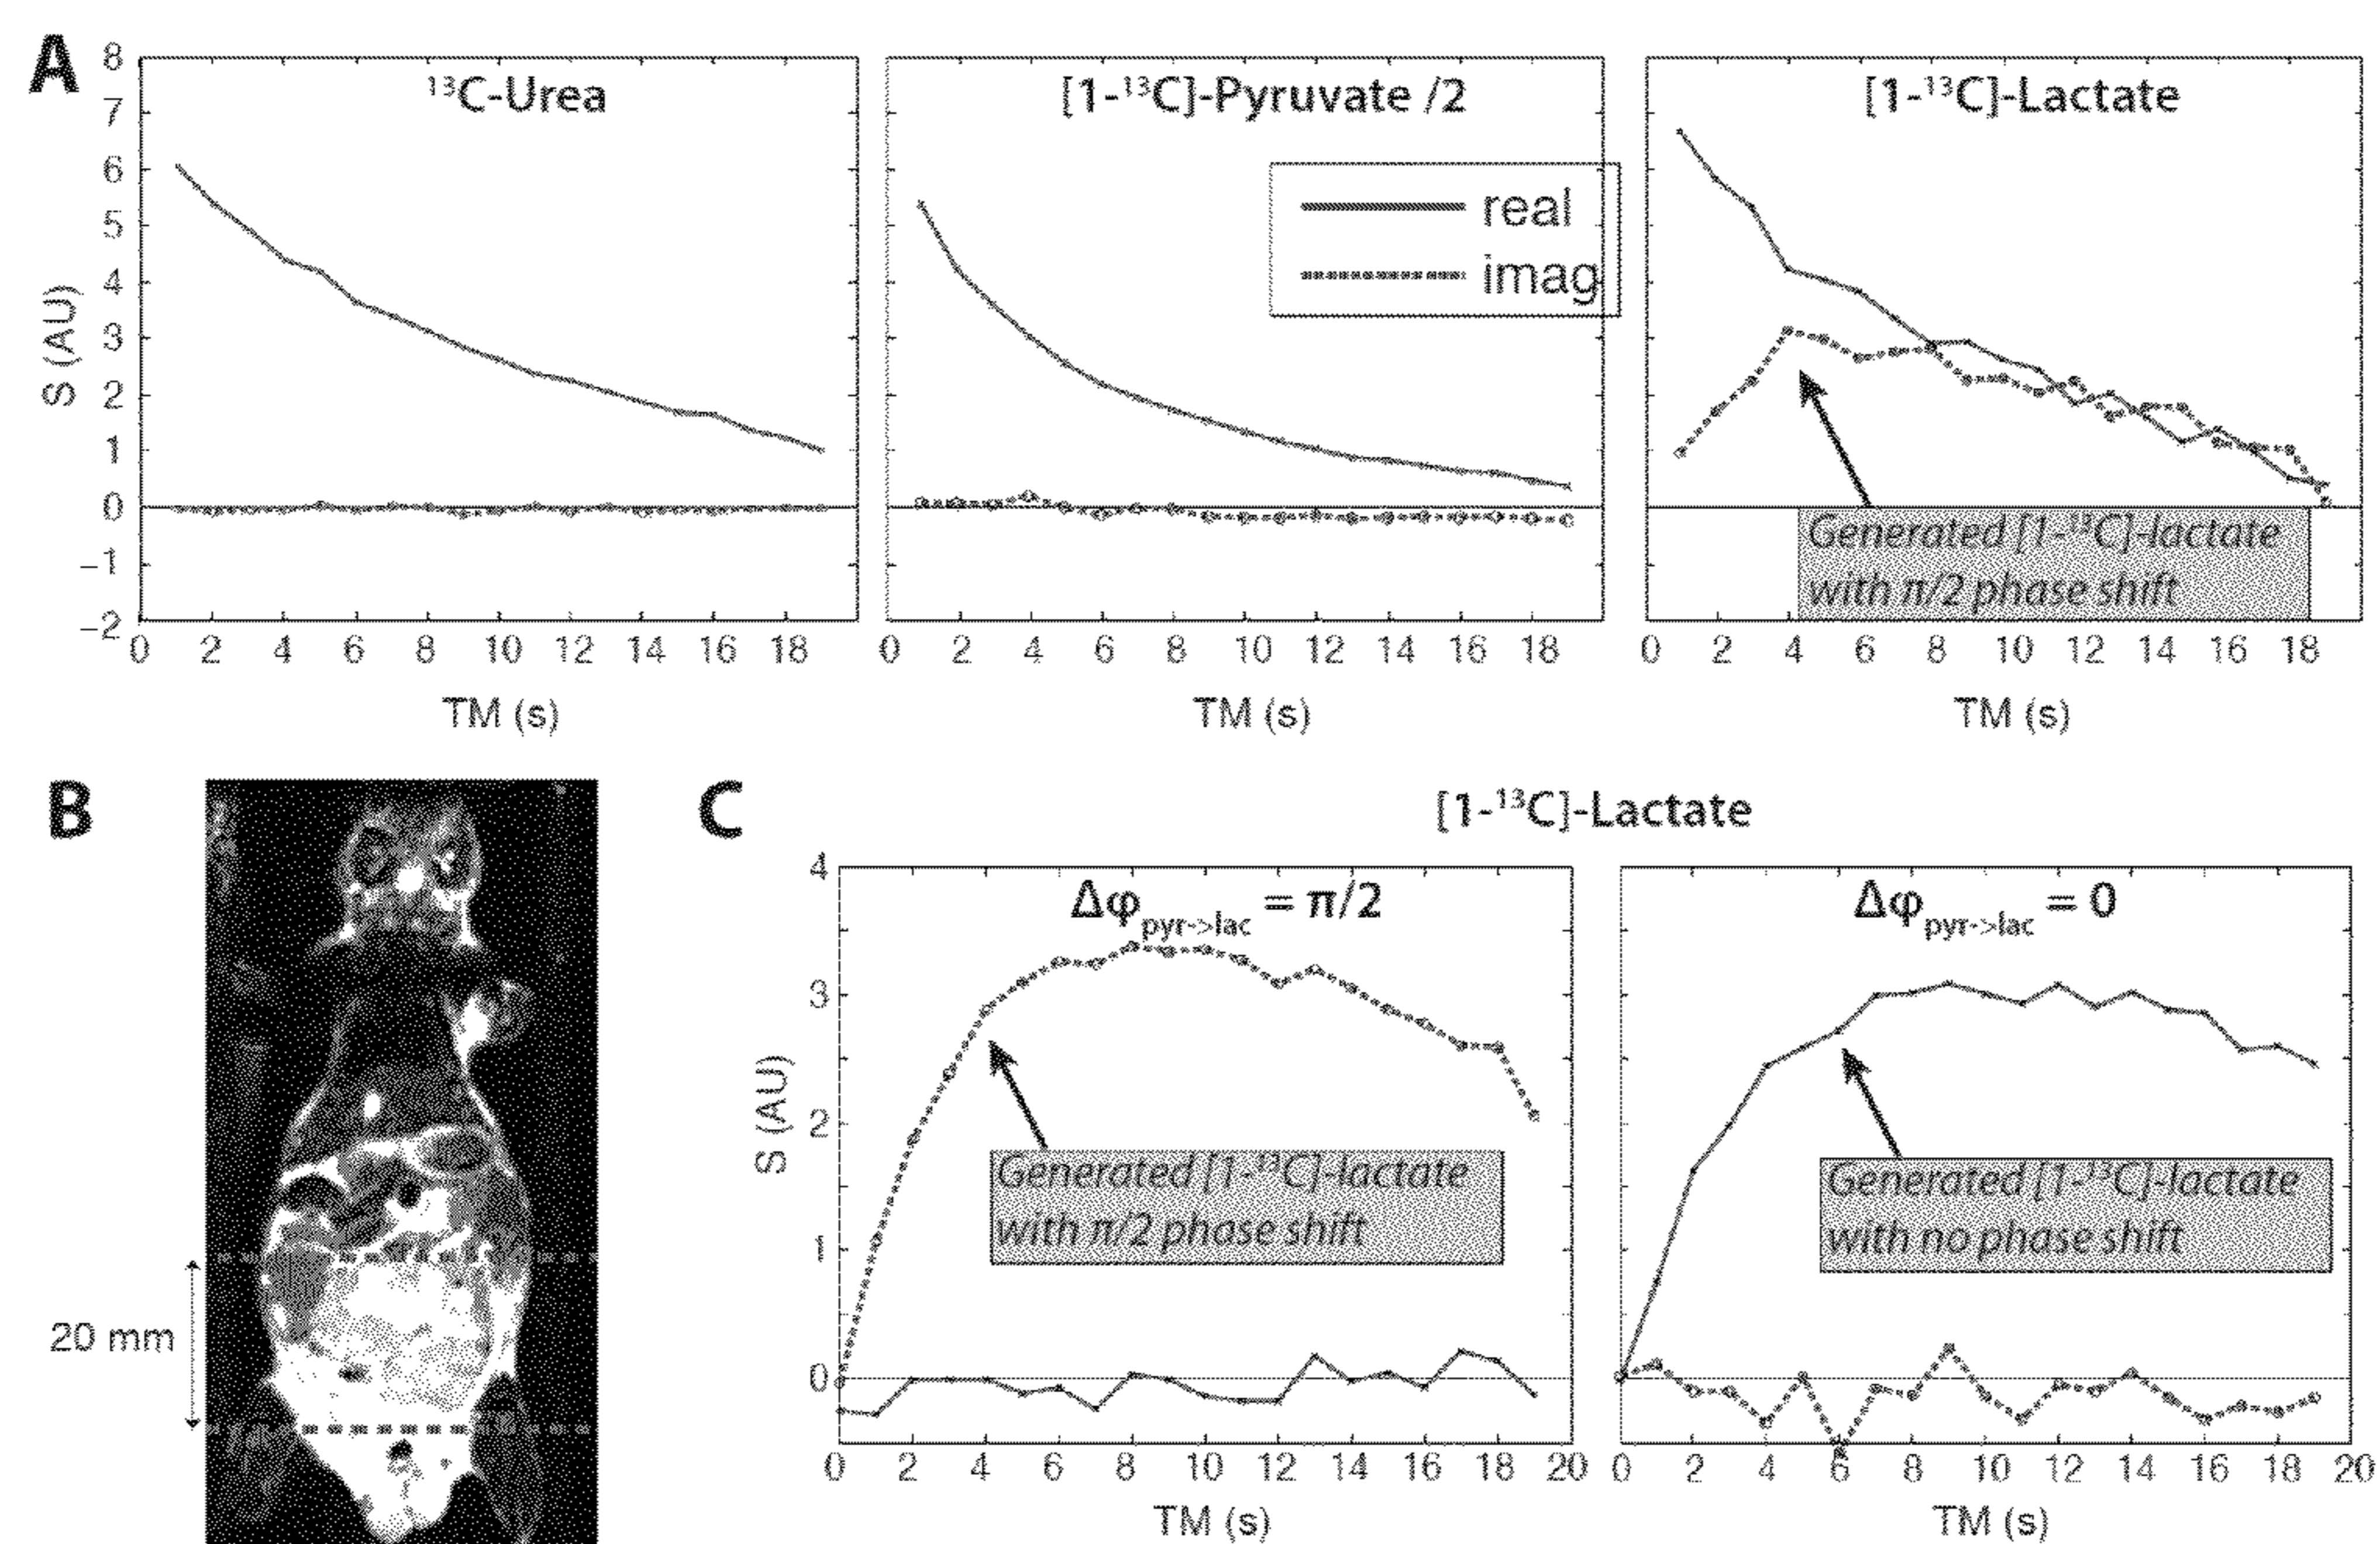 A
¹³C-Urea
[1-¹³C]-Pyruvate /2
[1-¹³C]-Lactate
real
imag
S (AU)
8
7
6
5
4
3
2
1
0
−1
−2
Generated [1-¹³C]-lactate
with π/2 phase shift
0 2 4 6 8 10 12 14 16 18
0 2 4 6 8 10 12 14 16 18
0 2 4 6 8 10 12 14 16 18
TM (s)
TM (s)
TM (s)
B
20 mm
C
[1-¹³C]-Lactate
Δφpyr->lac = π/2
Δφpyr->lac = 0
S (AU)
4
3
2
1
0
Generated [1-¹³C]-lactate
with π/2 phase shift
Generated [1-¹³C]-lactate
with no phase shift
0 2 4 6 8 10 12 14 16 18 20
0 2 4 6 8 10 12 14 16 18 20
TM (s)
TM (s)